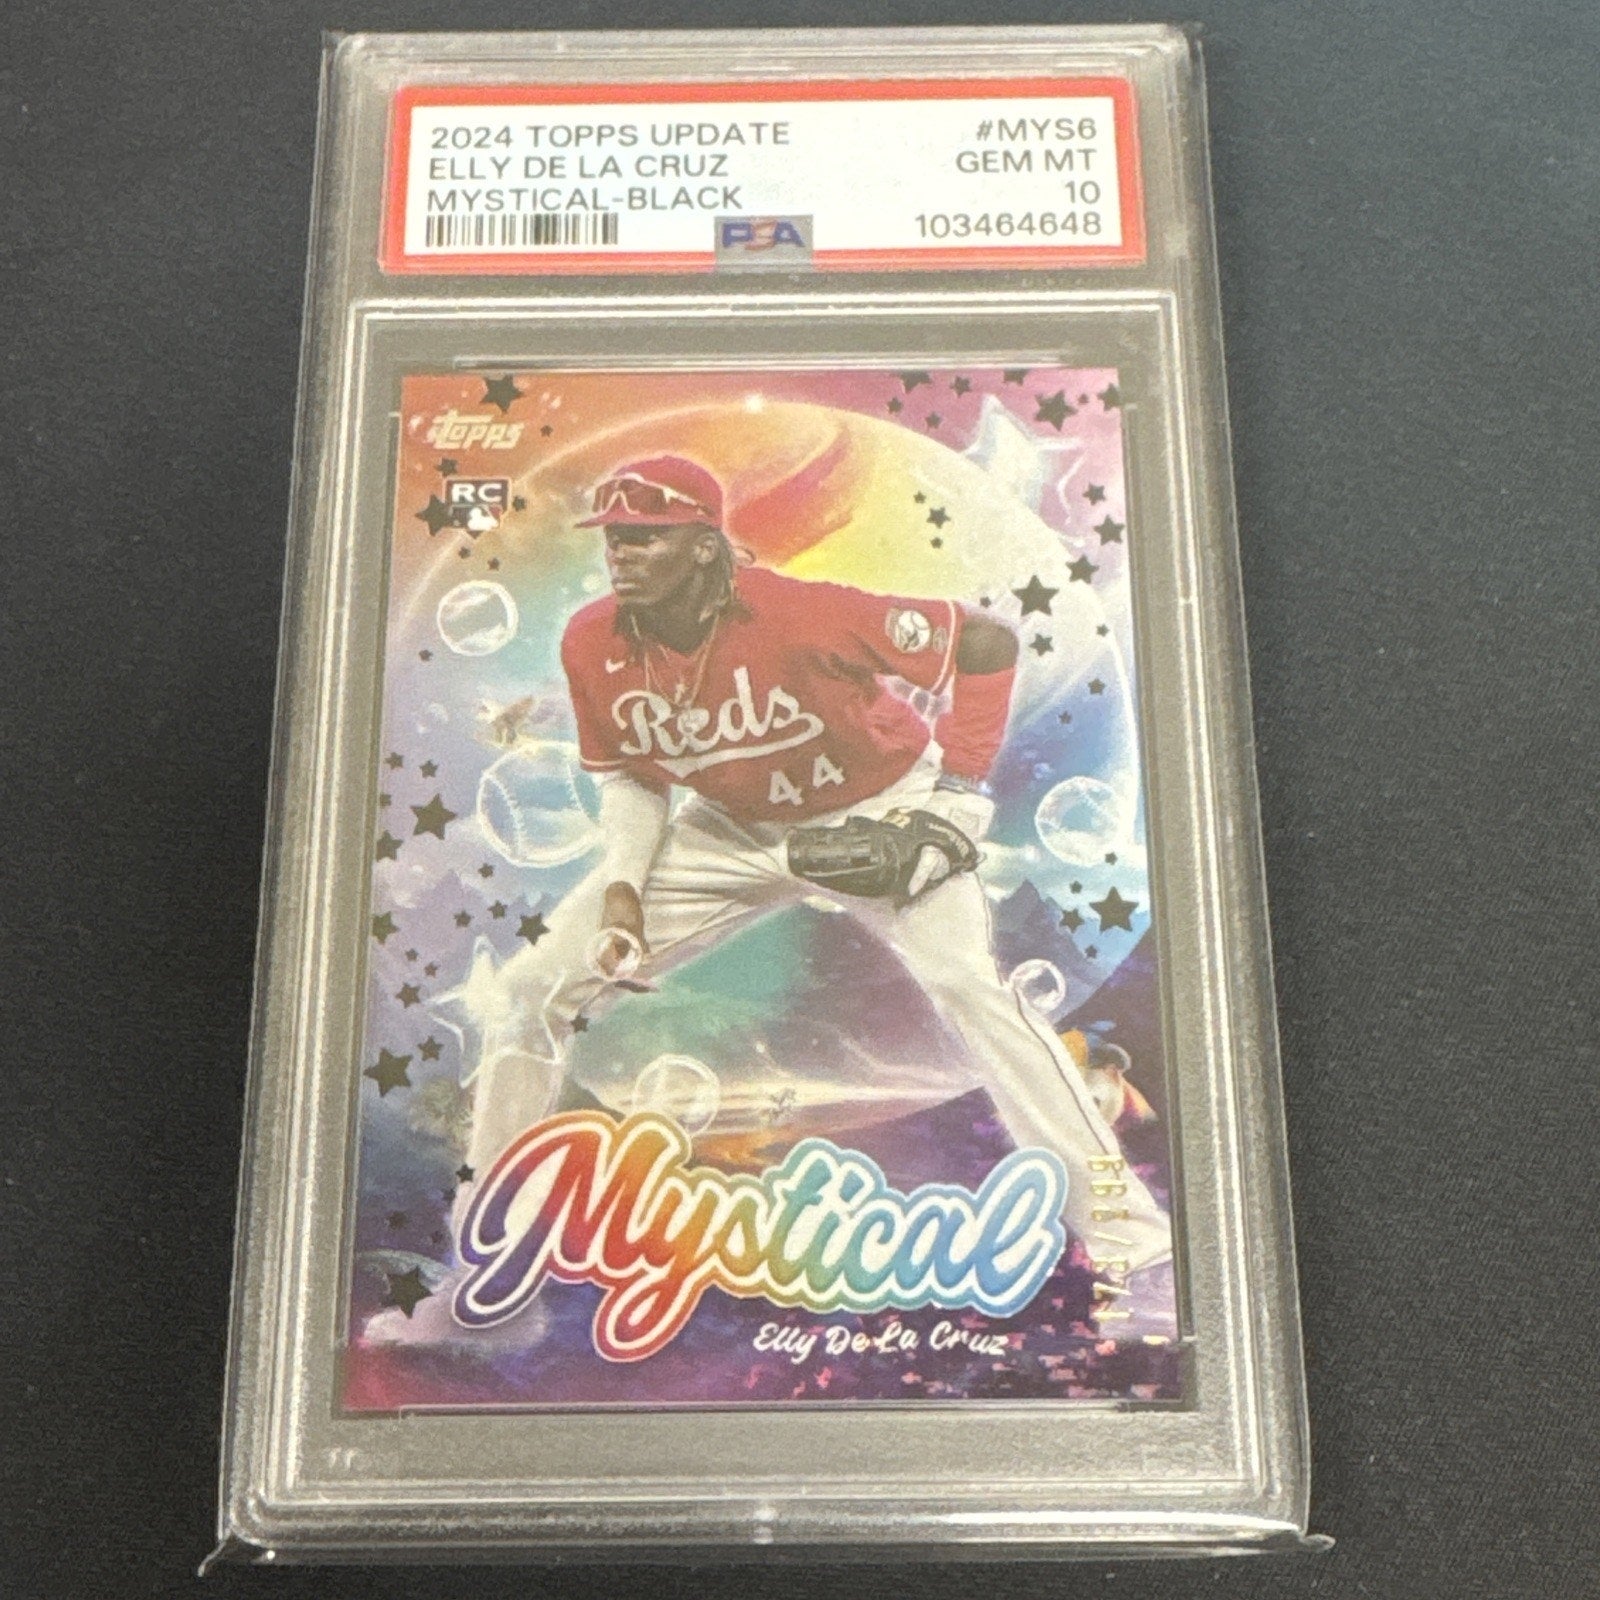 2024 TOPPS UPDATE #MYS6
ELLY DE LA CRUZ GEM MT
MYSTICAL-BLACK 10
PSA 103464648
Topps
RC
Reds
44
Mystical
Elly De La Cruz